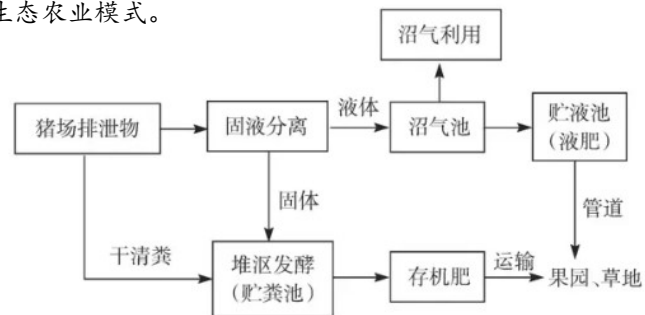 生态农业模式。
沼气利用
猪场排泄物
固液分离
液体
沼气池
贮液池
(液肥)
固体
管道
干清粪
堆沤发酵
(贮粪池)
存机肥
运输
果园、草地